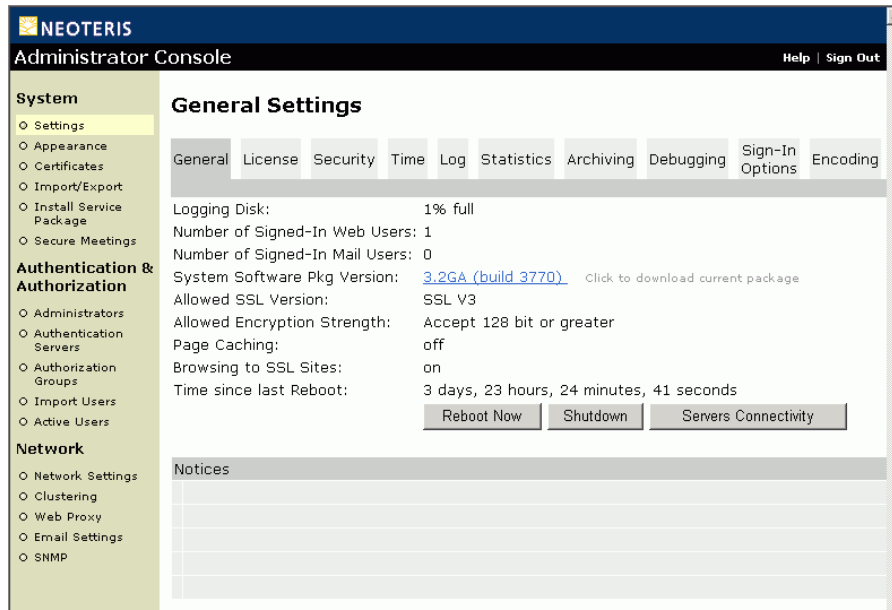 NEOTERIS
Administrator Console
Help | Sign Out
System
Settings
Appearance
Certificates
Import/Export
Install Service
Package
Secure Meetings
Authentication &
Authorization
Administrators
Authentication
Servers
Authorization
Groups
Import Users
Active Users
Network
Network Settings
Clustering
Web Proxy
Email Settings
SNMP
General Settings
General License Security Time Log Statistics Archiving Debugging Sign-In Options Encoding
Logging Disk: 1% full
Number of Signed-In Web Users: 1
Number of Signed-In Mail Users: 0
System Software Pkg Version: 3.2GA (build 3770) Click to download current package
Allowed SSL Version: SSL V3
Allowed Encryption Strength: Accept 128 bit or greater
Page Caching: off
Browsing to SSL Sites: on
Time since last Reboot: 3 days, 23 hours, 24 minutes, 41 seconds
Reboot Now Shutdown Servers Connectivity
Notices